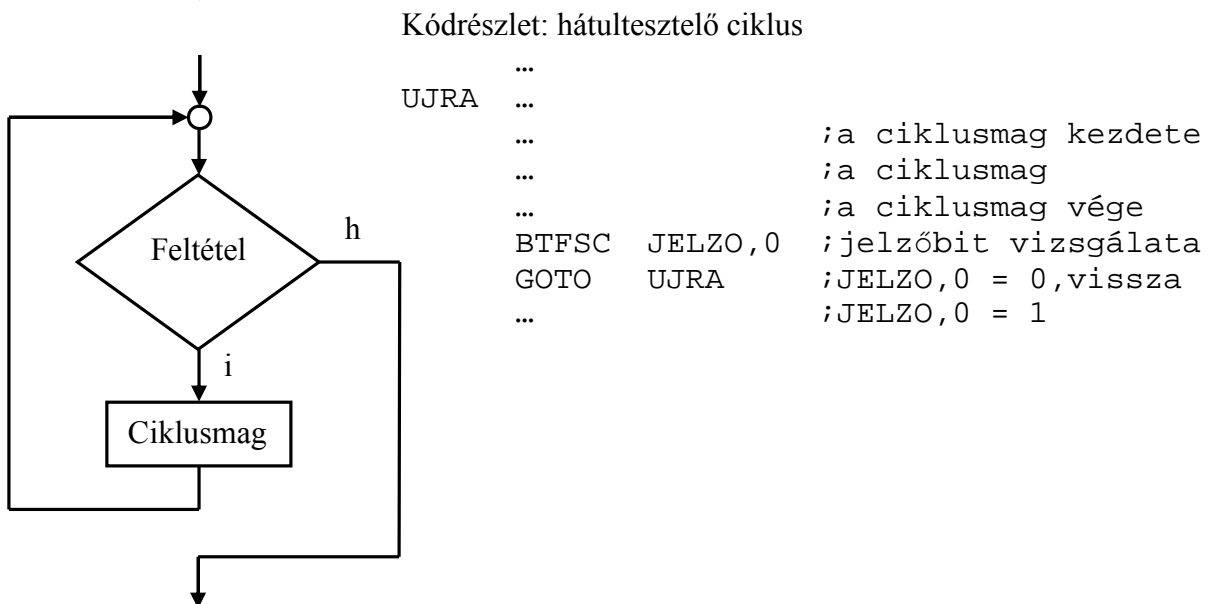 Kódrészlet: hátultesztelő ciklus
…
UJRA …
… ;a ciklusmag kezdete
… ;a ciklusmag
… ;a ciklusmag vége
BTFSC JELZO,0 ;jelzőbit vizsgálata
GOTO UJRA ;JELZO,0 = 0,vissza
… ;JELZO,0 = 1
Feltétel
h
i
Ciklusmag